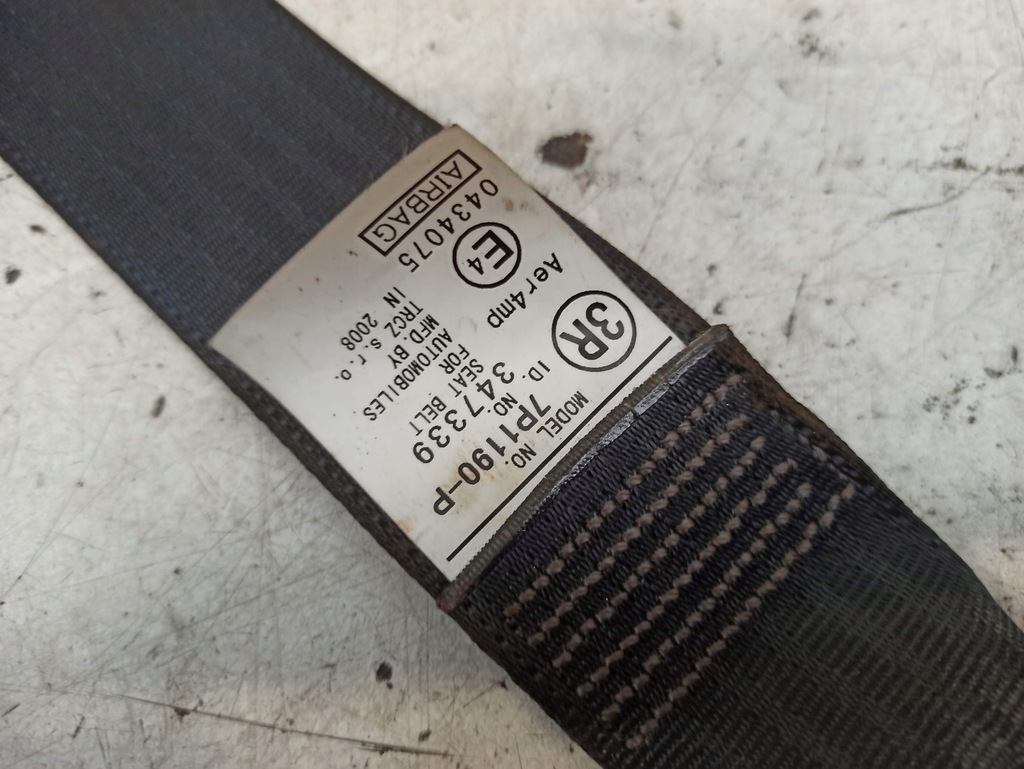 MODEL NO.
7P1190-P
ID. NO.
347339
SEAT BELT
FOR
AUTOMOBILES
MFD. BY
TRCZ s.r.o.
IN 2008
3R
Aer4mp
E4
0434075
AIRBAG